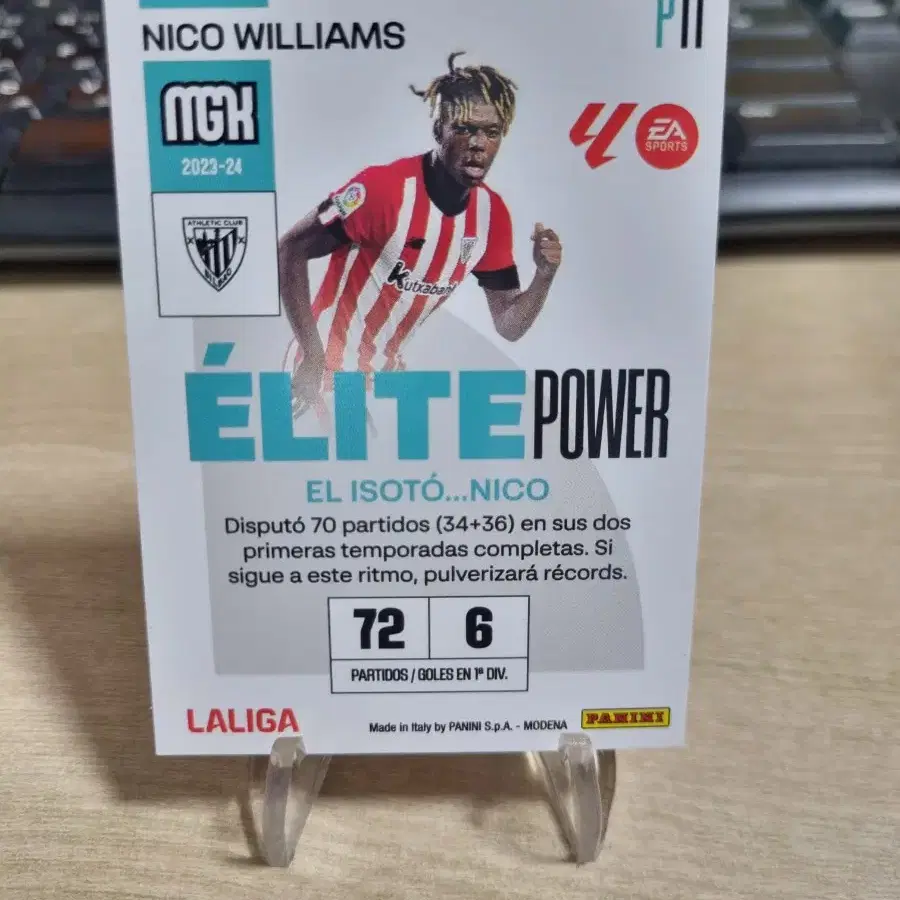 NICO WILLIAMS
MGK
2023-24
ATHLETIC CLUB
BILBAO
EA
SPORTS
Kutxabank
ÉLITE POWER
EL ISOTÓ...NICO
Disputó 70 partidos (34+36) en sus dos
primeras temporadas completas. Si
sigue a este ritmo, pulverizará récords.
72 6
PARTIDOS / GOLES EN 1ª DIV.
LALIGA
Made in Italy by PANINI S.p.A. - MODENA
PANINI